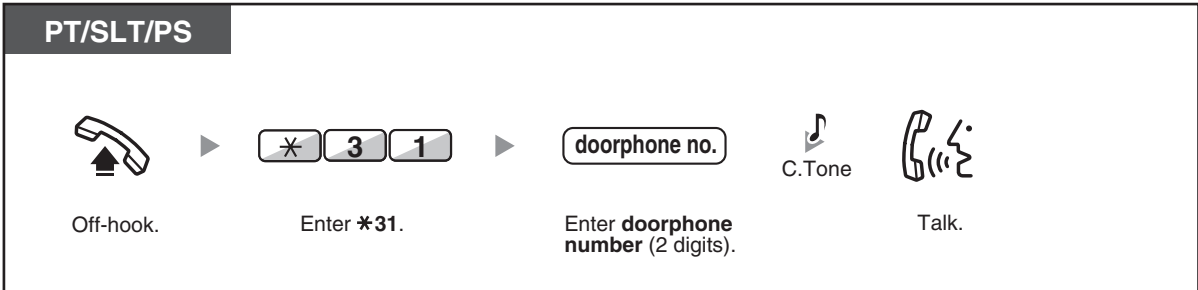 PT/SLT/PS
* 3 1
doorphone no.
C.Tone
Off-hook.
Enter *31.
Enter doorphone
number (2 digits).
Talk.